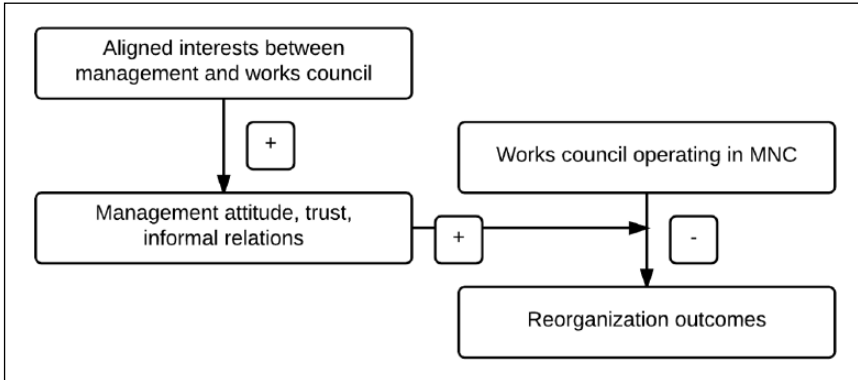 Aligned interests between
management and works council
+
Works council operating in MNC
Management attitude, trust,
informal relations
+
-
Reorganization outcomes